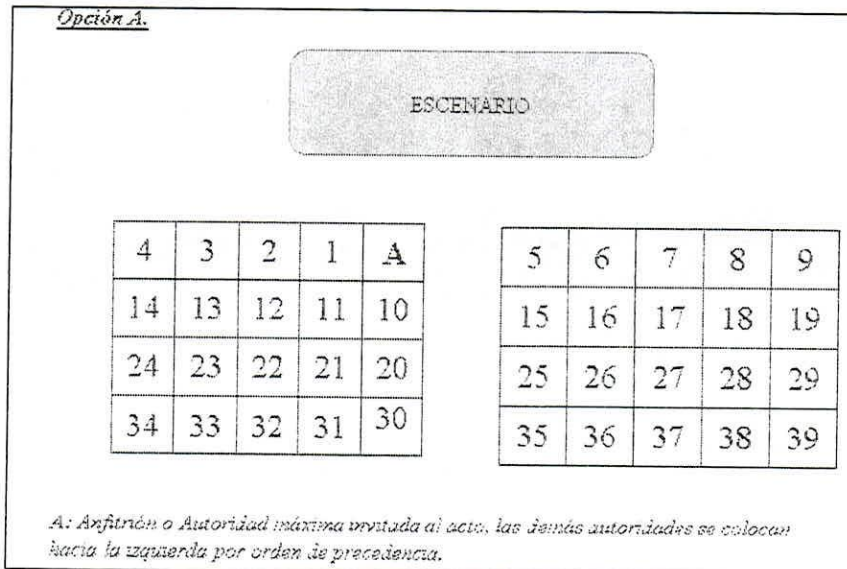 Opción A.
ESCENARIO
4 3 2 1 A
14 13 12 11 10
24 23 22 21 20
34 33 32 31 30
5 6 7 8 9
15 16 17 18 19
25 26 27 28 29
35 36 37 38 39
A: Anfitrión o Autoridad máxima invitada al acto, las demás autoridades se colocan
hacia la izquierda por orden de precedencia.